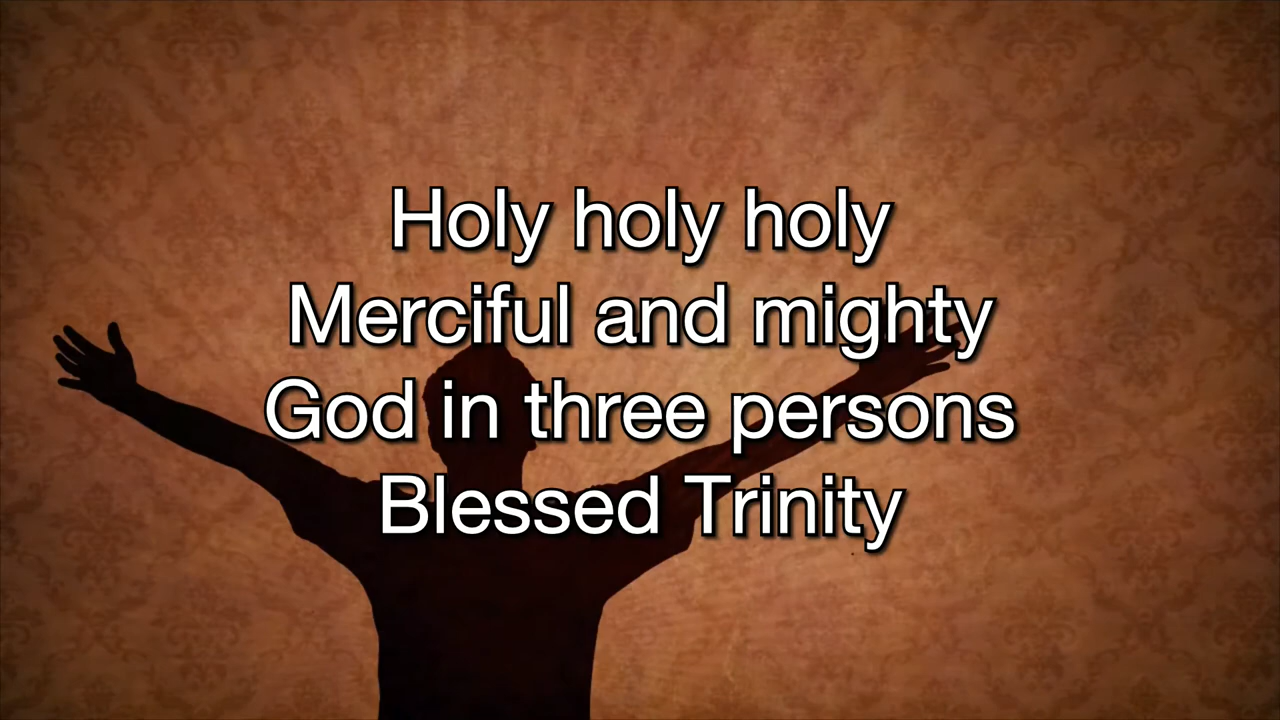 Holy holy holy
Merciful and mighty
God in three persons
Blessed Trinity